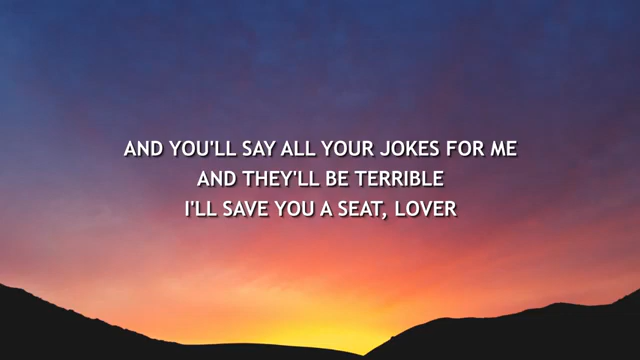 AND YOU'LL SAY ALL YOUR JOKES FOR ME
AND THEY'LL BE TERRIBLE
I'LL SAVE YOU A SEAT, LOVER